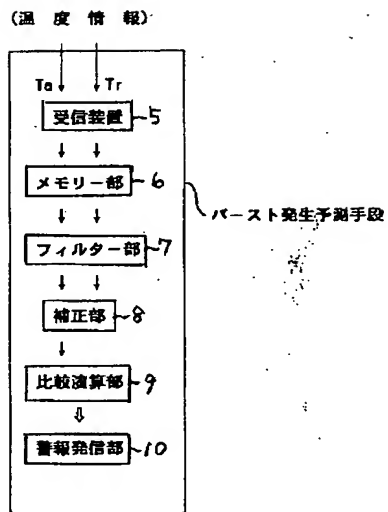 (温 度 情 報)
Ta Tr
受信装置 5
メモリー部 6
バースト発生予測手段
フィルター部 7
補正部 8
比較演算部 9
警報発信部 10